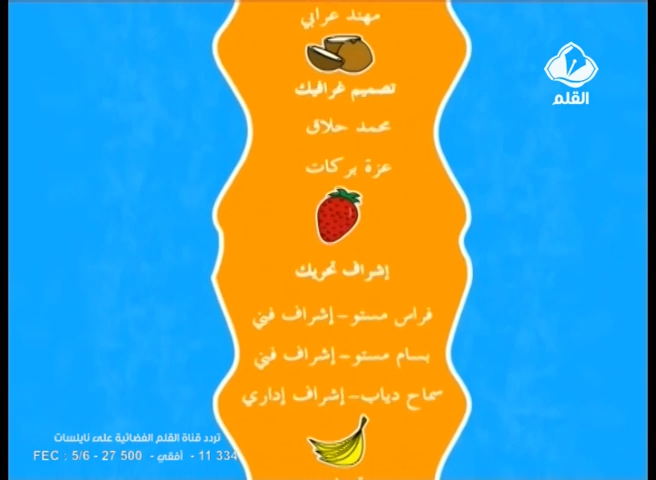 مهند عرابي
تصميم غرافيك
محمد حلاق
عزة بركات
إشراف تحريك
فراس مستو - إشراف فني
بسام مستو - إشراف فني
سماح دياب - إشراف إداري
القلم
تردد قناة القلم الفضائية على نايلسات
11 334 - أفقي - 27 500 - FEC : 5/6